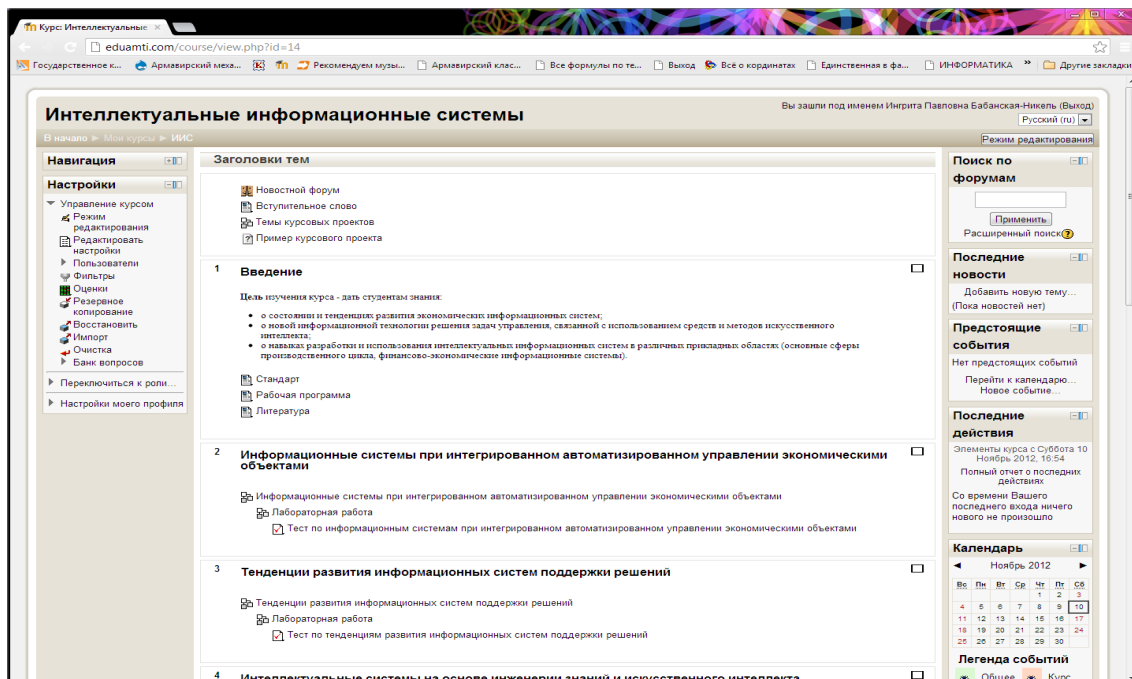 Курс: Интеллектуальные
eduamti.com/course/view.php?id=14
Государственное к... Армавирский меха... Рекомендуем музы... Армавирский клас... Все формулы по те... Выход Всё о кординатах Единственная в фа... ИНФОРМАТИКА » Другие закладки
Интеллектуальные информационные системы
Вы зашли под именем Ингрита Павловна Бабанская-Никель (Выход)
Русский (ru)
В начало ► Мои курсы ► ИИС
Режим редактирования
Навигация
Настройки
Управление курсом
Режим
редактирования
Редактировать
настройки
Пользователи
Фильтры
Оценки
Резервное
копирование
Восстановить
Импорт
Очистка
Банк вопросов
Переключиться к роли...
Настройки моего профиля
Заголовки тем
Новостной форум
Вступительное слово
Темы курсовых проектов
Пример курсового проекта
1 Введение
Цель изучения курса - дать студентам знания:
• о состоянии и тенденциях развития экономических информационных систем;
• о новой информационной технологии решения задач управления, связанной с использованием средств и методов искусственного
интеллекта;
• о навыках разработки и использования интеллектуальных информационных систем в различных прикладных областях (основные сферы
производственного цикла, финансово-экономические информационные системы).
Стандарт
Рабочая программа
Литература
2 Информационные системы при интегрированном автоматизированном управлении экономическими
объектами
Информационные системы при интегрированном автоматизированном управлении экономическими объектами
Лабораторная работа
Тест по информационным системам при интегрированном автоматизированном управлении экономическими объектами
3 Тенденции развития информационных систем поддержки решений
Тенденции развития информационных систем поддержки решений
Лабораторная работа
Тест по тенденциям развития информационных систем поддержки решений
4 Интеллектуальные системы на основе инженерии знаний и искусственного интеллекта
Поиск по
форумам
Применить
Расширенный поиск
Последние
новости
Добавить новую тему...
(Пока новостей нет)
Предстоящие
события
Нет предстоящих событий
Перейти к календарю...
Новое событие...
Последние
действия
Элементы курса с Суббота 10
Ноябрь 2012, 16:54
Полный отчет о последних
действиях
Со времени Вашего
последнего входа ничего
нового не произошло
Календарь
◄ Ноябрь 2012 ►
Вс Пн Вт Ср Чт Пт Сб
1 2 3
4 5 6 7 8 9 10
11 12 13 14 15 16 17
18 19 20 21 22 23 24
25 26 27 28 29 30
Легенда событий
Общее Курс